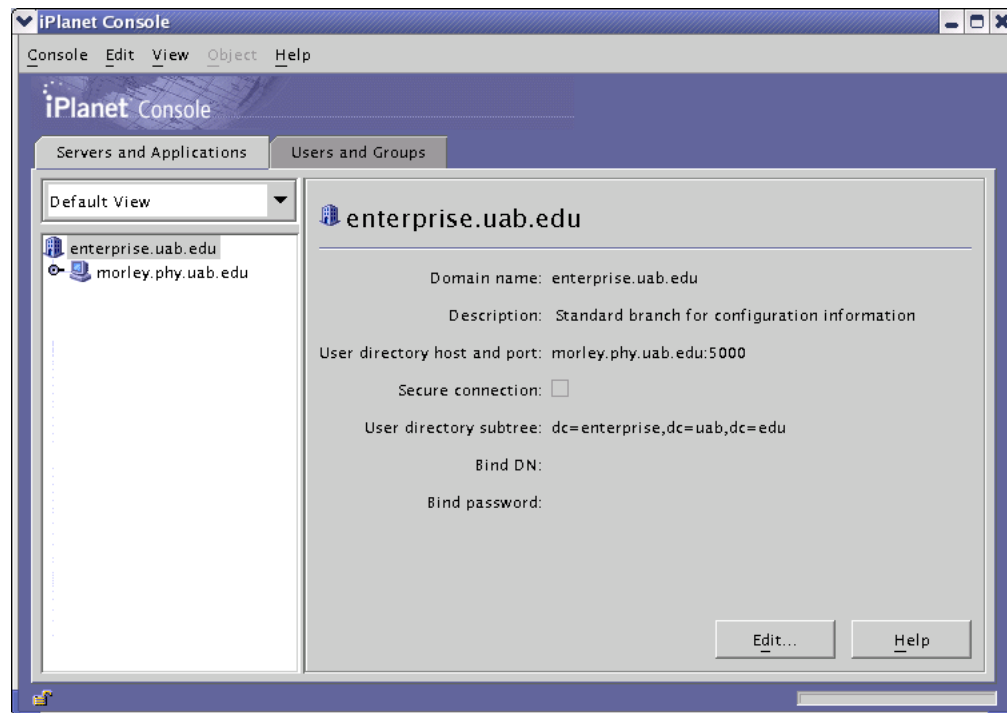 iPlanet Console
Console Edit View Object Help
iPlanet Console
Servers and Applications
Users and Groups
Default View
enterprise.uab.edu
morley.phy.uab.edu
enterprise.uab.edu
Domain name: enterprise.uab.edu
Description: Standard branch for configuration information
User directory host and port: morley.phy.uab.edu:5000
Secure connection:
User directory subtree: dc=enterprise,dc=uab,dc=edu
Bind DN:
Bind password:
Edit...
Help